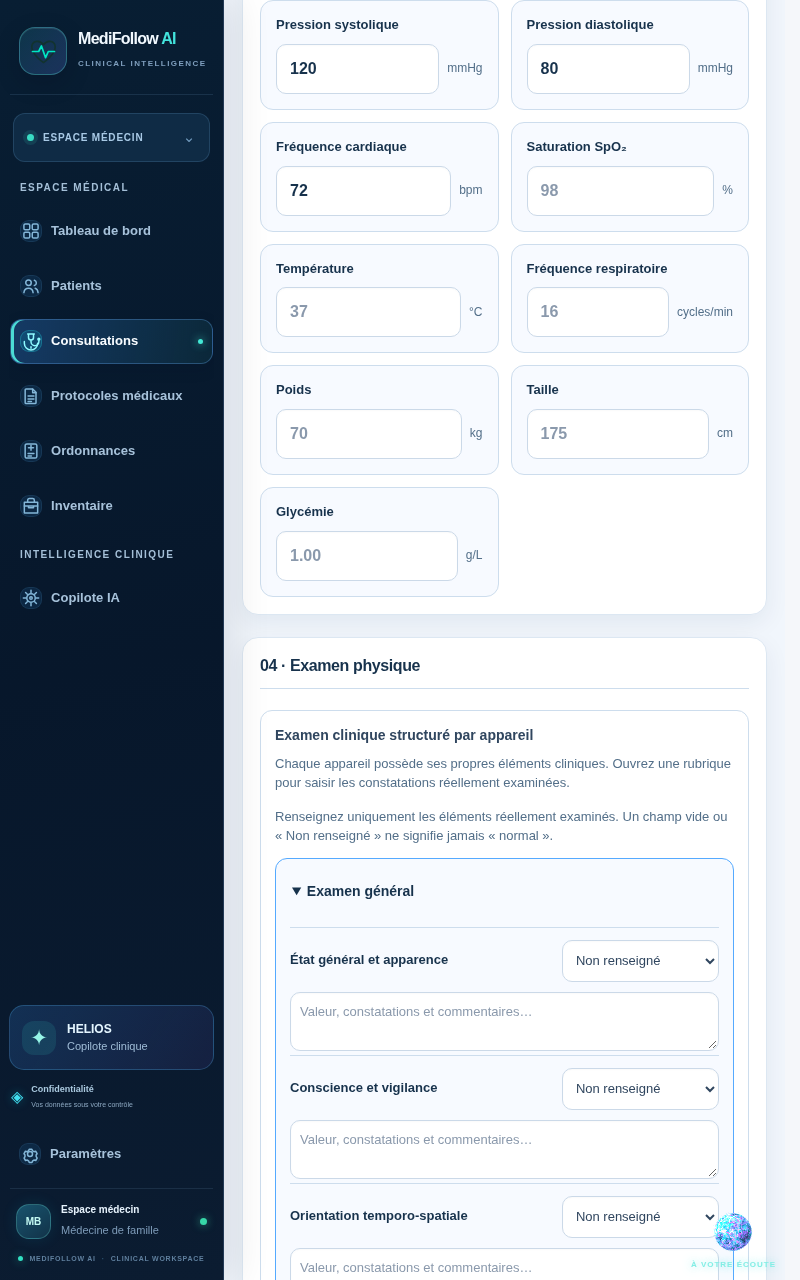 MediFollow AI
CLINICAL INTELLIGENCE
ESPACE MÉDECIN
ESPACE MÉDICAL
Tableau de bord
Patients
Consultations
Protocoles médicaux
Ordonnances
Inventaire
INTELLIGENCE CLINIQUE
Copilote IA
HELIOS
Copilote clinique
Confidentialité
Vos données sous votre contrôle
Paramètres
MB
Espace médecin
Médecine de famille
MEDIFOLLOW AI · CLINICAL WORKSPACE
Pression systolique
120 mmHg
Pression diastolique
80 mmHg
Fréquence cardiaque
72 bpm
Saturation SpO₂
98 %
Température
37 °C
Fréquence respiratoire
16 cycles/min
Poids
70 kg
Taille
175 cm
Glycémie
1.00 g/L
04 · Examen physique
Examen clinique structuré par appareil
Chaque appareil possède ses propres éléments cliniques. Ouvrez une rubrique
pour saisir les constatations réellement examinées.
Renseignez uniquement les éléments réellement examinés. Un champ vide ou
« Non renseigné » ne signifie jamais « normal ».
▼ Examen général
État général et apparence
Non renseigné
Valeur, constatations et commentaires…
Conscience et vigilance
Non renseigné
Valeur, constatations et commentaires…
Orientation temporo-spatiale
Non renseigné
Valeur, constatations et commentaires…
À VOTRE ÉCOUTE